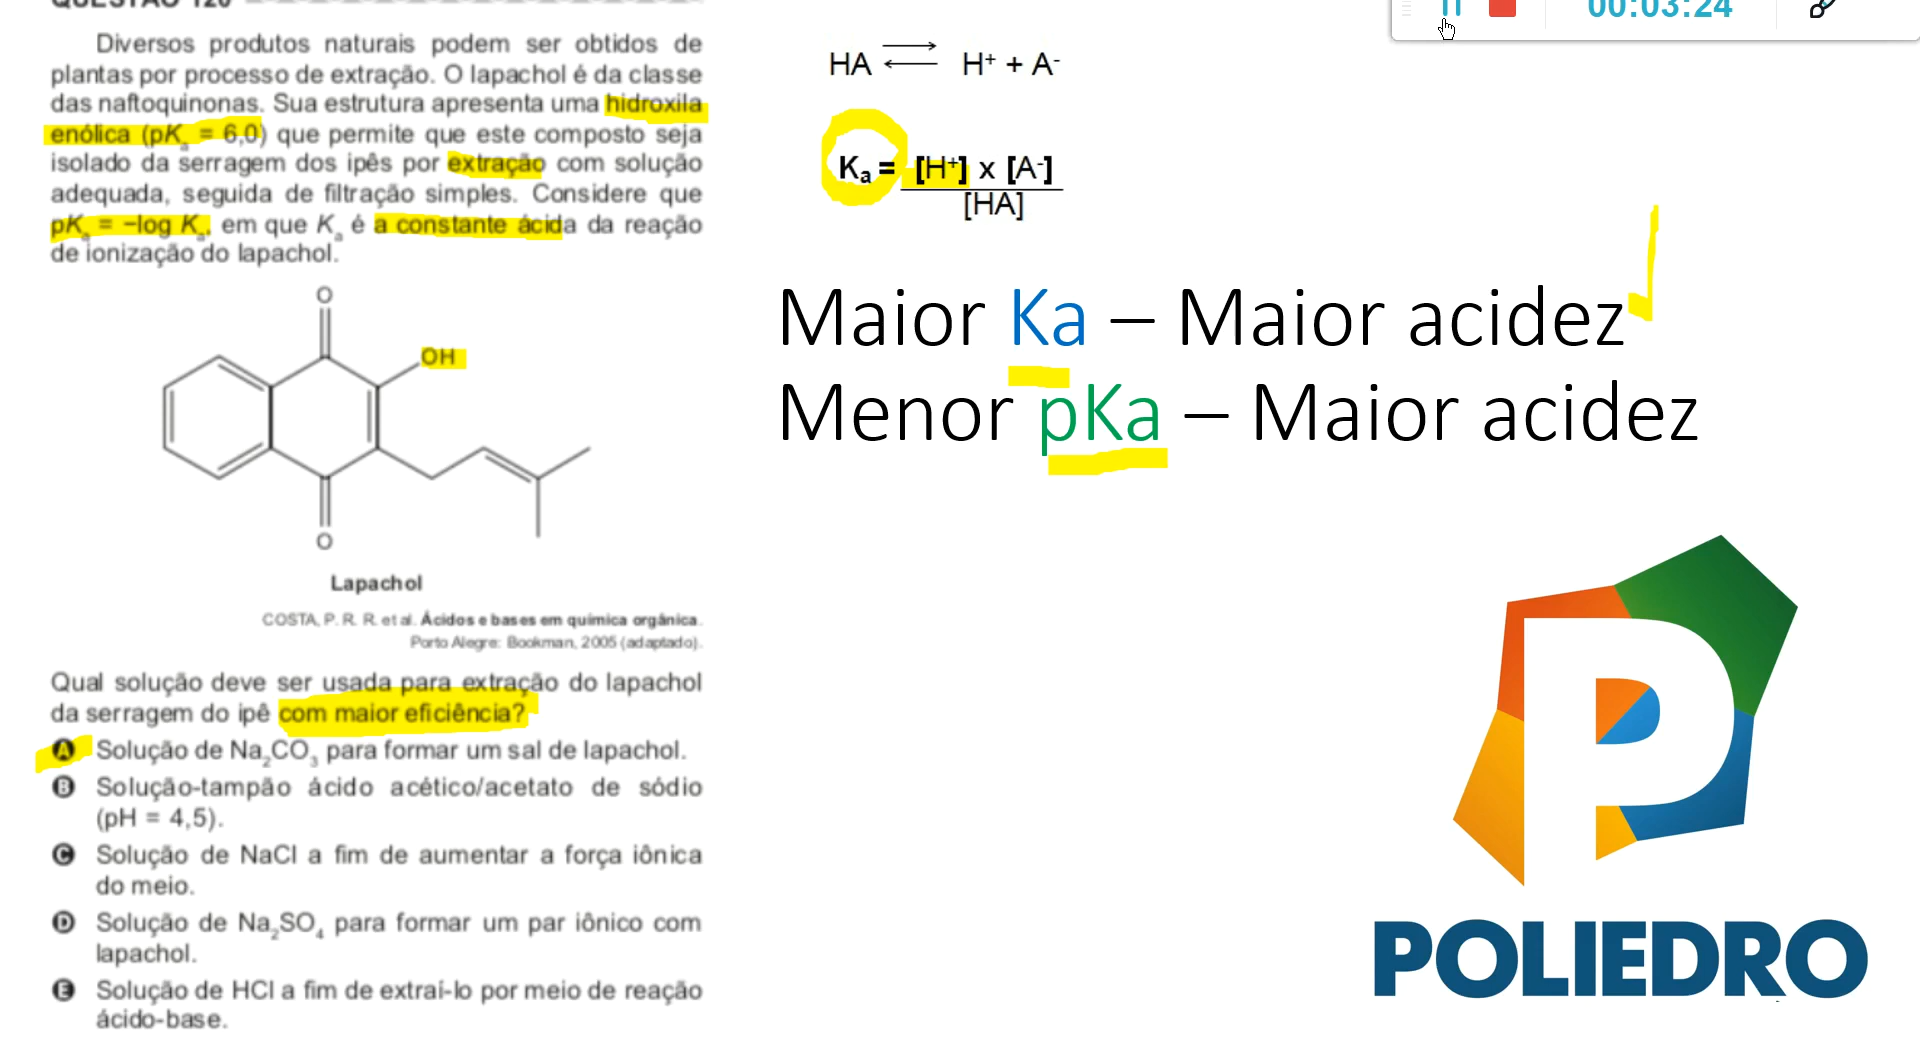 QUESTÃO 120
Diversos produtos naturais podem ser obtidos de
plantas por processo de extração. O lapachol é da classe
das naftoquinonas. Sua estrutura apresenta uma hidroxila
enólica (pKₐ = 6,0) que permite que este composto seja
isolado da serragem dos ipês por extração com solução
adequada, seguida de filtração simples. Considere que
pKₐ = −log Kₐ, em que Kₐ é a constante ácida da reação
de ionização do lapachol.
O
OH
O
Lapachol
COSTA, P. R. R. et al. Ácidos e bases em química orgânica.
Porto Alegre: Bookman, 2005 (adaptado).
Qual solução deve ser usada para extração do lapachol
da serragem do ipê com maior eficiência?
A Solução de Na₂CO₃ para formar um sal de lapachol.
B Solução-tampão ácido acético/acetato de sódio
(pH = 4,5).
C Solução de NaCl a fim de aumentar a força iônica
do meio.
D Solução de Na₂SO₄ para formar um par iônico com
lapachol.
E Solução de HCl a fim de extraí-lo por meio de reação
ácido-base.
00:03:24
HA ⇄ H⁺ + A⁻
Kₐ = [H⁺] x [A⁻]
[HA]
Maior Ka – Maior acidez
Menor pKa – Maior acidez
P
POLIEDRO